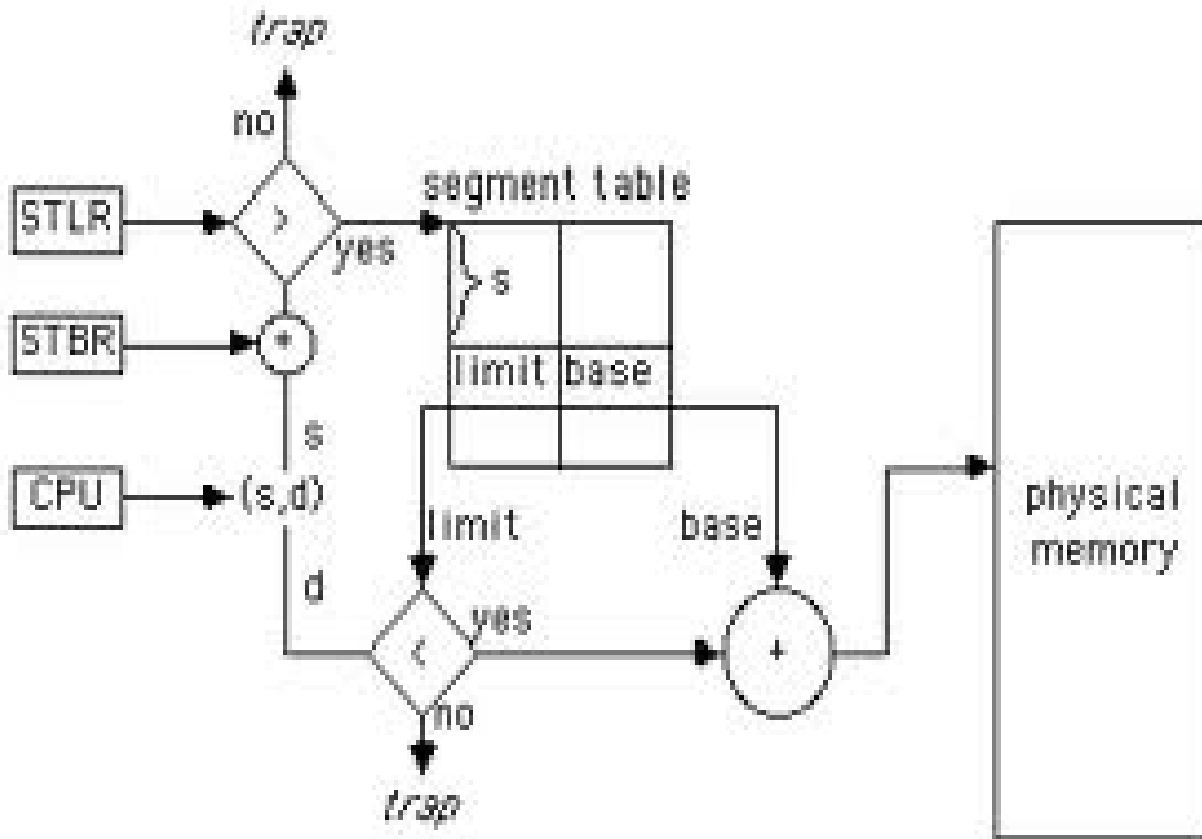 trap
no
STLR
>
yes
segment table
s
STBR
+
limit base
s
CPU
(s,d)
limit
base
d
<
yes
+
no
trap
physical
memory